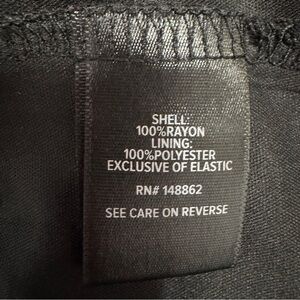 SHELL:
100%RAYON
LINING:
100%POLYESTER
EXCLUSIVE OF ELASTIC
RN# 148862
SEE CARE ON REVERSE